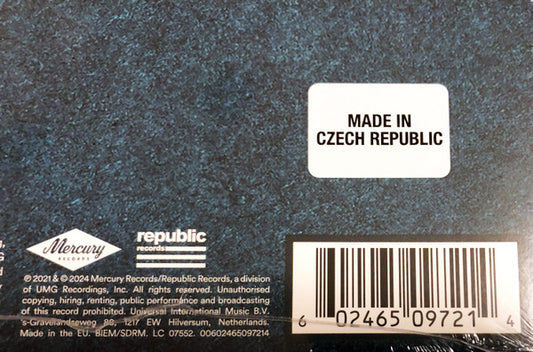 MADE IN
CZECH REPUBLIC
Mercury
RECORDS
republic
records
℗ 2021 & © 2024 Mercury Records/Republic Records, a division
of UMG Recordings, Inc. All rights reserved. Unauthorised
copying, hiring, renting, public performance and broadcasting
of this record prohibited. Universal International Music B.V.
's-Gravelandseweg 80, 1217 EW Hilversum, Netherlands.
Made in the EU. BIEM/SDRM. LC 07552. 00602465097214
6 02465 09721 4